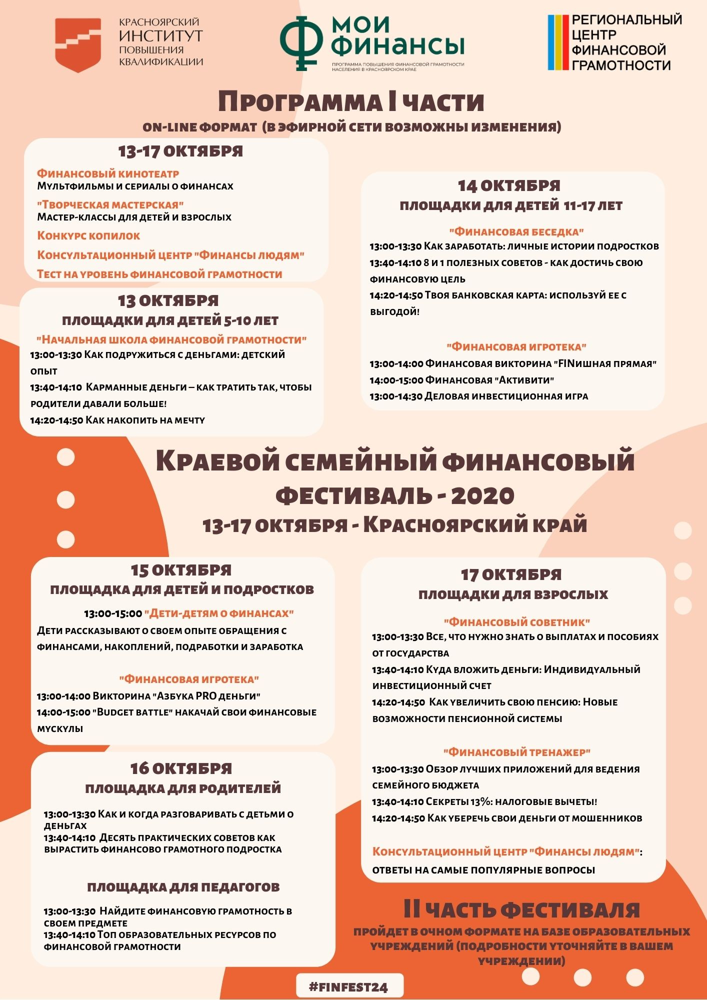 КРАСНОЯРСКИЙ
ИНСТИТУТ
ПОВЫШЕНИЯ
КВАЛИФИКАЦИИ
МОИ
ФИНАНСЫ
ПРОГРАММА ПОВЫШЕНИЯ ФИНАНСОВОЙ ГРАМОТНОСТИ
НАСЕЛЕНИЯ В КРАСНОЯРСКОМ КРАЕ
РЕГИОНАЛЬНЫЙ
ЦЕНТР
ФИНАНСОВОЙ
ГРАМОТНОСТИ
Программа I части
on-line формат (в эфирной сети возможны изменения)
13-17 октября
Финансовый кинотеатр
Мультфильмы и сериалы о финансах
"Творческая мастерская"
Мастер-классы для детей и взрослых
Конкурс копилок
Консультационный центр "Финансы людям"
Тест на уровень финансовой грамотности
13 октября
площадки для детей 5-10 лет
"Начальная школа финансовой грамотности"
13:00-13:30 Как подружиться с деньгами: детский
опыт
13:40-14:10 Карманные деньги – как тратить так, чтобы
родители давали больше!
14:20-14:50 Как накопить на мечту
14 октября
площадки для детей 11-17 лет
"Финансовая беседка"
13:00-13:30 Как заработать: личные истории подростков
13:40-14:10 8 и 1 полезных советов - как достичь свою
финансовую цель
14:20-14:50 Твоя банковская карта: используй ее с
выгодой!
"Финансовая игротека"
13:00-14:00 Финансовая викторина "FINишная прямая"
14:00-15:00 Финансовая "Активити"
13:00-14:30 Деловая инвестиционная игра
Краевой семейный финансовый
фестиваль - 2020
13-17 октября - Красноярский край
15 октября
площадка для детей и подростков
13:00-15:00 "Дети-детям о финансах"
Дети рассказывают о своем опыте обращения с
финансами, накоплений, подработки и заработка
"Финансовая игротека"
13:00-14:00 Викторина "Азбука PRO деньги"
14:00-15:00 "Budget battle" накачай свои финансовые
мускулы
16 октября
площадка для родителей
13:00-13:30 Как и когда разговаривать с детьми о
деньгах
13:40-14:10 Десять практических советов как
вырастить финансово грамотного подростка
площадка для педагогов
13:00-13:30 Найдите финансовую грамотность в
своем предмете
13:40-14:10 Топ образовательных ресурсов по
финансовой грамотности
17 октября
площадки для взрослых
"Финансовый советник"
13:00-13:30 Все, что нужно знать о выплатах и пособиях
от государства
13:40-14:10 Куда вложить деньги: Индивидуальный
инвестиционный счет
14:20-14:50 Как увеличить свою пенсию: Новые
возможности пенсионной системы
"Финансовый тренажер"
13:00-13:30 Обзор лучших приложений для ведения
семейного бюджета
13:40-14:10 Секреты 13%: налоговые вычеты!
14:20-14:50 Как уберечь свои деньги от мошенников
Консультационный центр "Финансы людям":
ответы на самые популярные вопросы
II часть фестиваля
пройдет в очном формате на базе образовательных
учреждений (подробности уточняйте в вашем
учреждении)
#finfest24